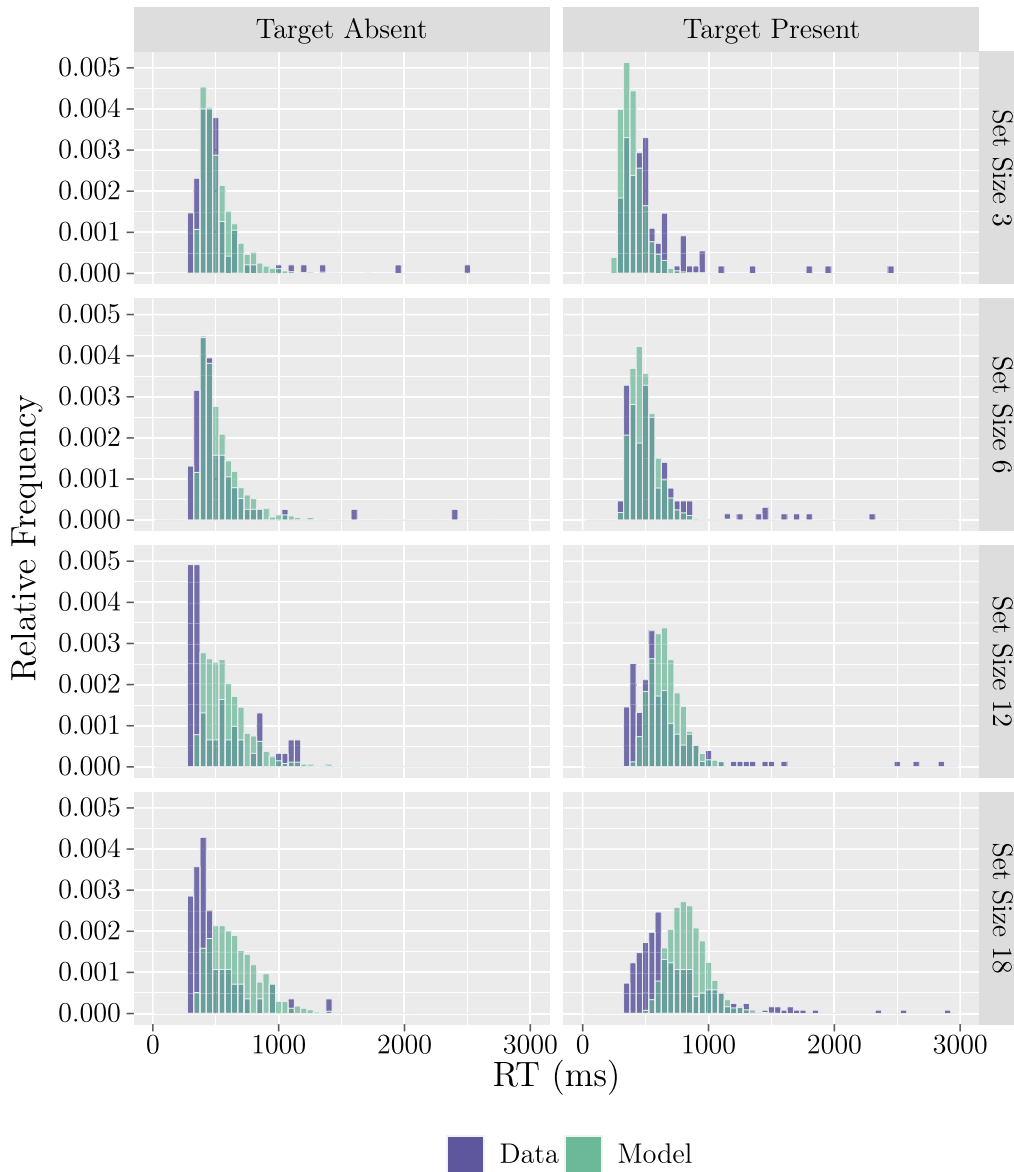 Target Absent
Target Present
0.005
0.004
0.003
0.002
0.001
0.000
Set Size 3
0.005
0.004
0.003
0.002
0.001
0.000
Set Size 6
0.005
0.004
0.003
0.002
0.001
0.000
Set Size 12
0.005
0.004
0.003
0.002
0.001
0.000
Set Size 18
Relative Frequency
0 1000 2000 3000 0 1000 2000 3000
RT (ms)
Data Model